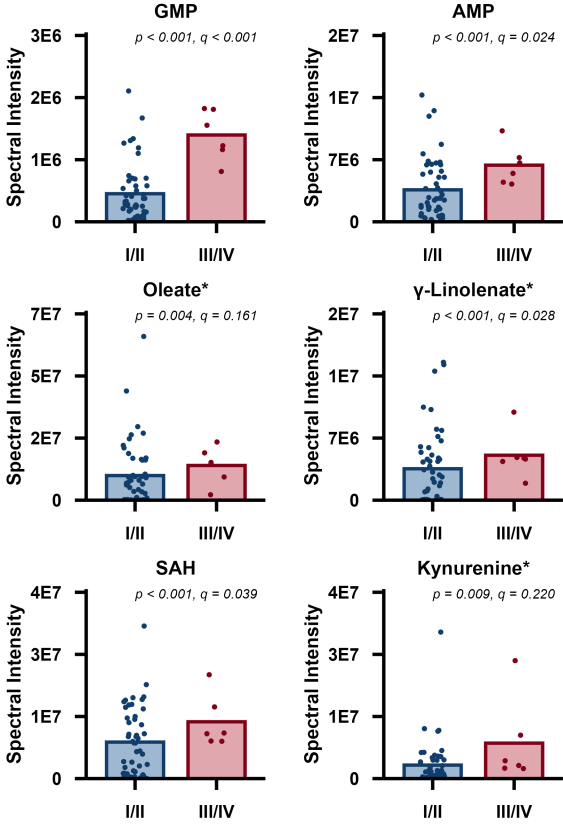 GMP
p < 0.001, q < 0.001
Spectral Intensity
3E6
2E6
1E6
0
I/II III/IV
AMP
p < 0.001, q = 0.024
Spectral Intensity
2E7
1E7
7E6
0
I/II III/IV
Oleate*
p = 0.004, q = 0.161
Spectral Intensity
7E7
5E7
2E7
0
I/II III/IV
γ-Linolenate*
p < 0.001, q = 0.028
Spectral Intensity
2E7
1E7
7E6
0
I/II III/IV
SAH
p < 0.001, q = 0.039
Spectral Intensity
4E7
3E7
1E7
0
I/II III/IV
Kynurenine*
p = 0.009, q = 0.220
Spectral Intensity
4E7
3E7
1E7
0
I/II III/IV